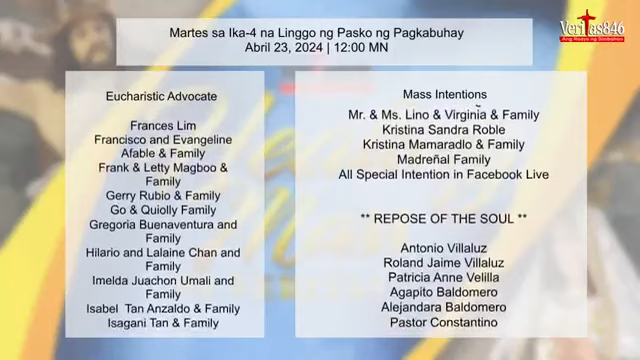 Martes sa Ika-4 na Linggo ng Pasko ng Pagkabuhay
Abril 23, 2024 | 12:00 MN
Veritas846
Ang Radyo ng Simbahan
Eucharistic Advocate
Frances Lim
Francisco and Evangeline
Afable & Family
Frank & Letty Magboo &
Family
Gerry Rubio & Family
Go & Quiolly Family
Gregoria Buenaventura and
Family
Hilario and Lalaine Chan and
Family
Imelda Juachon Umali and
Family
Isabel Tan Anzaldo & Family
Isagani Tan & Family
Mass Intentions
Mr. & Ms. Lino & Virginia & Family
Kristina Sandra Roble
Kristina Mamaradlo & Family
Madreñal Family
All Special Intention in Facebook Live
** REPOSE OF THE SOUL **
Antonio Villaluz
Roland Jaime Villaluz
Patricia Anne Velilla
Agapito Baldomero
Alejandara Baldomero
Pastor Constantino